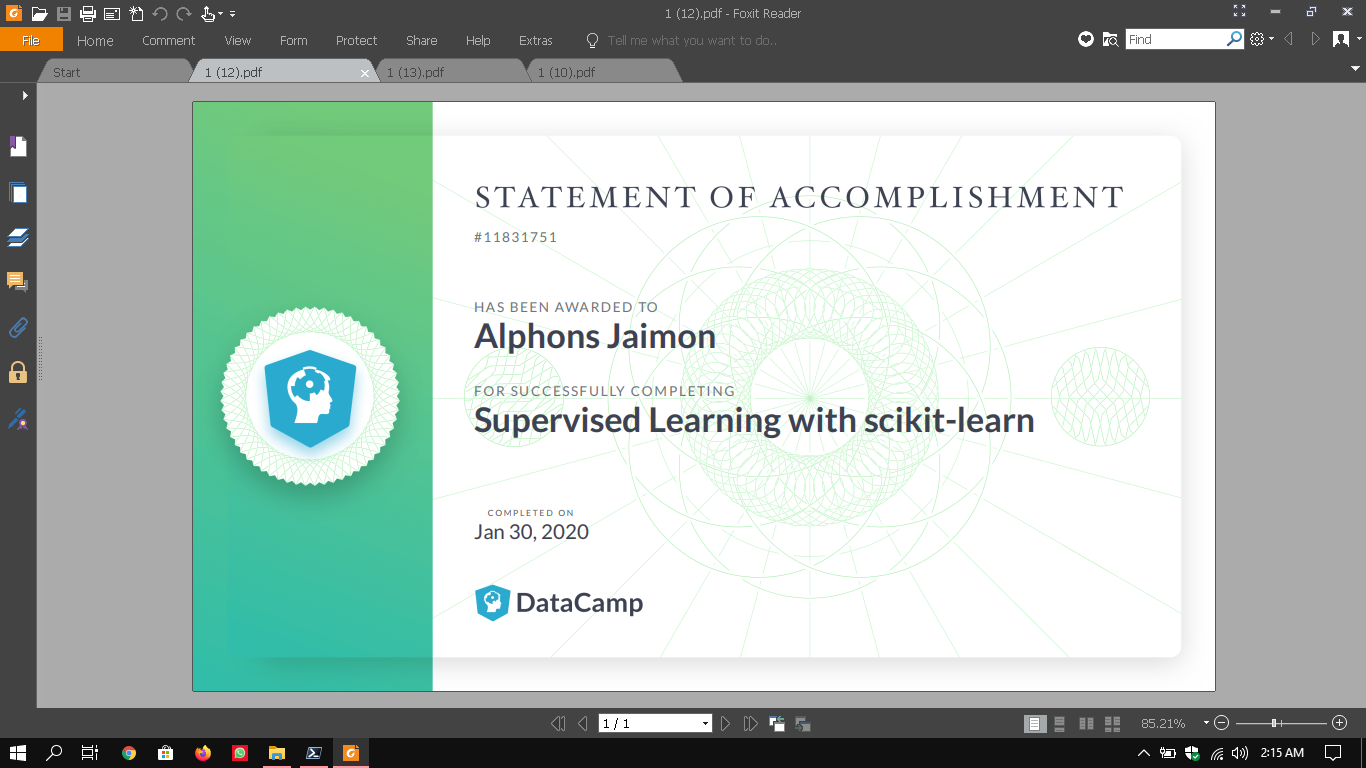 1 (12).pdf - Foxit Reader
File Home Comment View Form Protect Share Help Extras Tell me what you want to do.. Find
Start 1 (12).pdf 1 (13).pdf 1 (10).pdf
STATEMENT OF ACCOMPLISHMENT
#11831751
HAS BEEN AWARDED TO
Alphons Jaimon
FOR SUCCESSFULLY COMPLETING
Supervised Learning with scikit-learn
COMPLETED ON
Jan 30, 2020
DataCamp
1 / 1 85.21%
2:15 AM